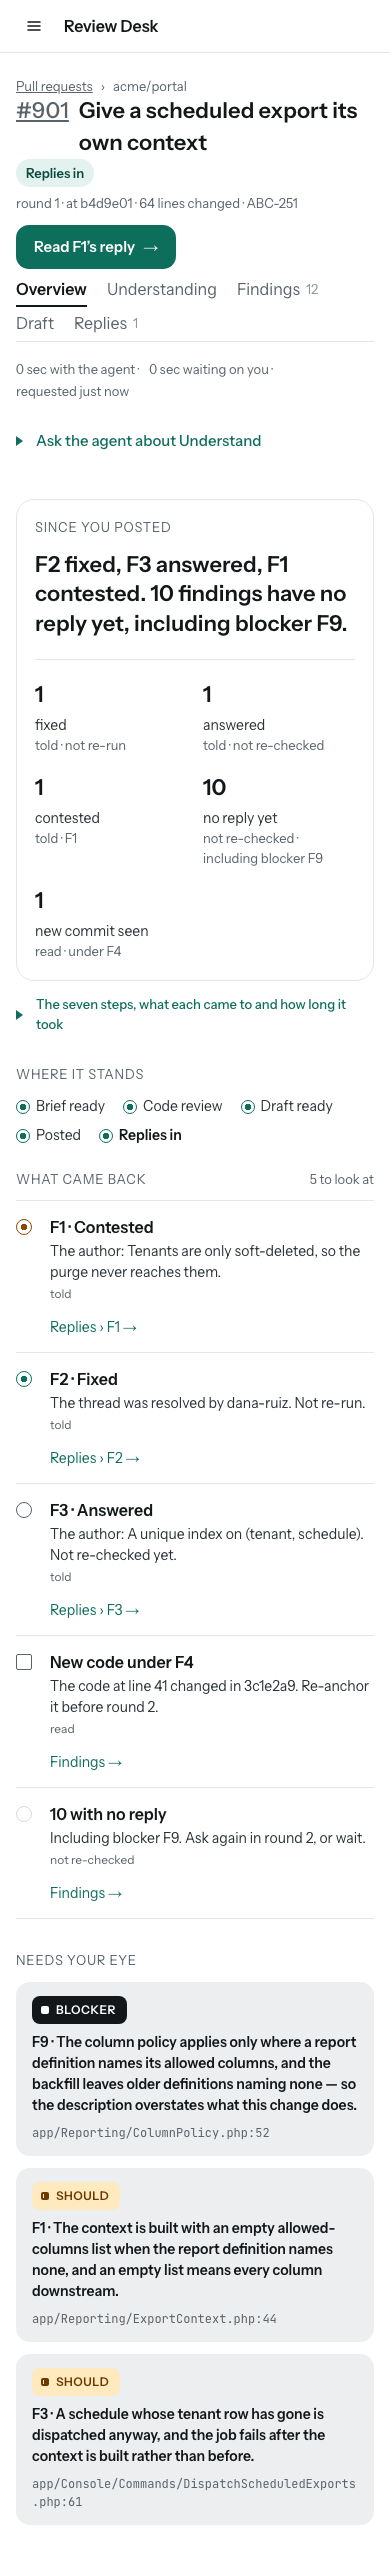 Review Desk
Pull requests › acme/portal
#901 Give a scheduled export its
own context
Replies in
round 1 · at b4d9e01 · 64 lines changed · ABC-251
Read F1's reply →
Overview Understanding Findings 12
Draft Replies 1
0 sec with the agent · 0 sec waiting on you ·
requested just now
Ask the agent about Understand
SINCE YOU POSTED
F2 fixed, F3 answered, F1
contested. 10 findings have no
reply yet, including blocker F9.
1
fixed
told · not re-run
1
answered
told · not re-checked
1
contested
told · F1
10
no reply yet
not re-checked ·
including blocker F9
1
new commit seen
read · under F4
The seven steps, what each came to and how long it
took
WHERE IT STANDS
Brief ready Code review Draft ready
Posted Replies in
WHAT CAME BACK 5 to look at
F1 · Contested
The author: Tenants are only soft-deleted, so the
purge never reaches them.
told
Replies › F1 →
F2 · Fixed
The thread was resolved by dana-ruiz. Not re-run.
told
Replies › F2 →
F3 · Answered
The author: A unique index on (tenant, schedule).
Not re-checked yet.
told
Replies › F3 →
New code under F4
The code at line 41 changed in 3c1e2a9. Re-anchor
it before round 2.
read
Findings →
10 with no reply
Including blocker F9. Ask again in round 2, or wait.
not re-checked
Findings →
NEEDS YOUR EYE
BLOCKER
F9 · The column policy applies only where a report
definition names its allowed columns, and the
backfill leaves older definitions naming none — so
the description overstates what this change does.
app/Reporting/ColumnPolicy.php:52
SHOULD
F1 · The context is built with an empty allowed-
columns list when the report definition names
none, and an empty list means every column
downstream.
app/Reporting/ExportContext.php:44
SHOULD
F3 · A schedule whose tenant row has gone is
dispatched anyway, and the job fails after the
context is built rather than before.
app/Console/Commands/DispatchScheduledExports
.php:61